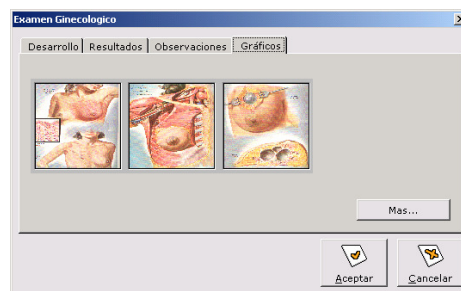 Examen Ginecologico
Desarrollo Resultados Observaciones Gráficos
Mas...
Aceptar Cancelar